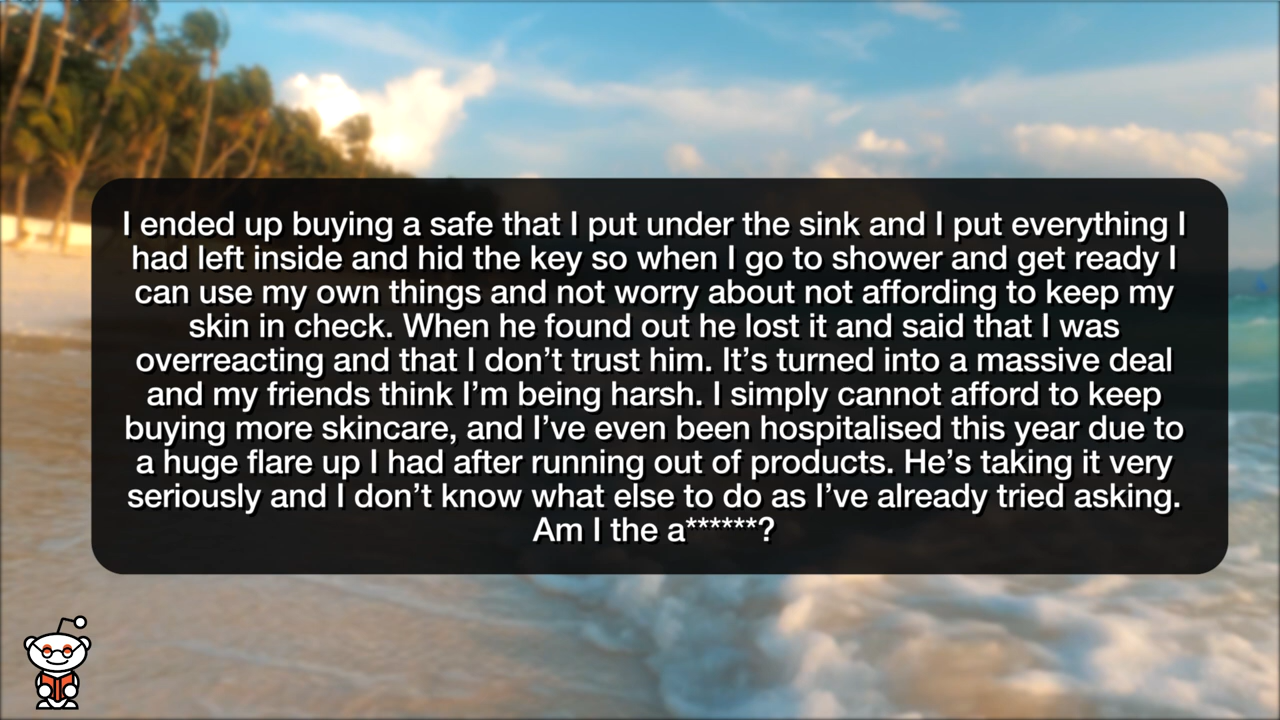 I ended up buying a safe that I put under the sink and I put everything I
had left inside and hid the key so when I go to shower and get ready I
can use my own things and not worry about not affording to keep my
skin in check. When he found out he lost it and said that I was
overreacting and that I don’t trust him. It’s turned into a massive deal
and my friends think I’m being harsh. I simply cannot afford to keep
buying more skincare, and I’ve even been hospitalised this year due to
a huge flare up I had after running out of products. He’s taking it very
seriously and I don’t know what else to do as I’ve already tried asking.
Am I the a******?